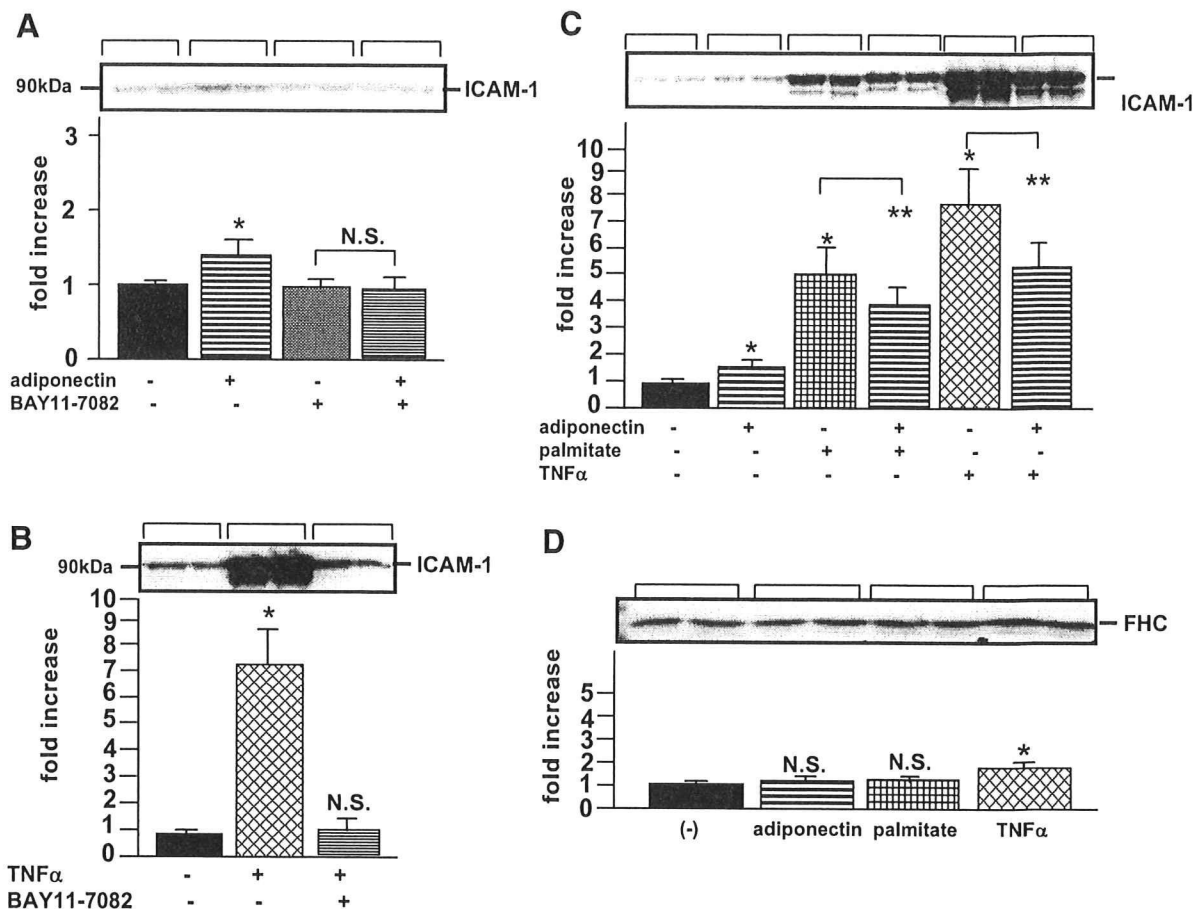 A
90kDa
ICAM-1
fold increase
3
2
1
0
*
N.S.
adiponectin - + - +
BAY11-7082 - - + +
B
90kDa
ICAM-1
fold increase
10
9
8
7
6
5
4
3
2
1
0
*
N.S.
TNFα - + +
BAY11-7082 - - +
C
ICAM-1
fold increase
10
9
8
7
6
5
4
3
2
1
0
*
*
**
*
**
adiponectin - + - + - +
palmitate - - + + - -
TNFα - - - - + +
D
FHC
fold increase
5
4
3
2
1
0
N.S.
N.S.
*
(-) adiponectin palmitate TNFα